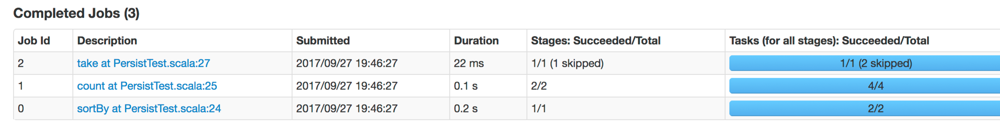 Completed Jobs (3)
Job Id Description Submitted Duration Stages: Succeeded/Total Tasks (for all stages): Succeeded/Total
2 take at PersistTest.scala:27 2017/09/27 19:46:27 22 ms 1/1 (1 skipped) 1/1 (2 skipped)
1 count at PersistTest.scala:25 2017/09/27 19:46:27 0.1 s 2/2 4/4
0 sortBy at PersistTest.scala:24 2017/09/27 19:46:27 0.2 s 1/1 2/2